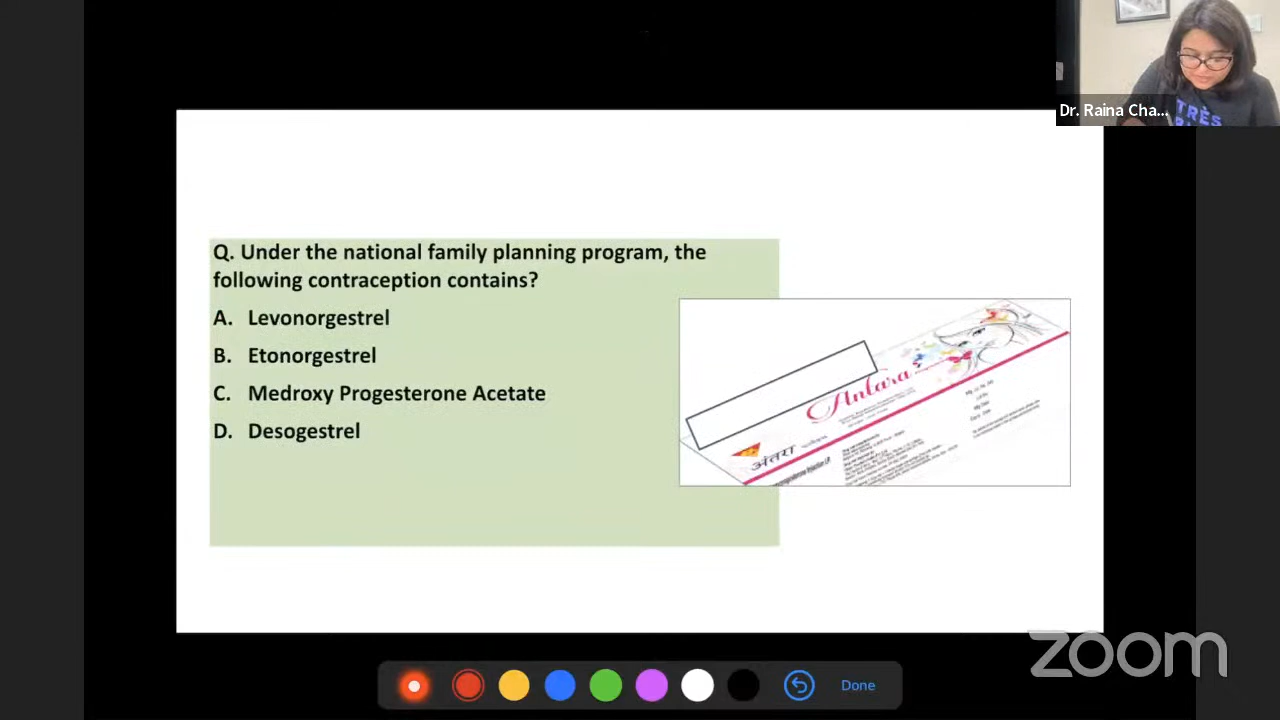 Dr. Raina Cha...
Q. Under the national family planning program, the
following contraception contains?
A. Levonorgestrel
B. Etonorgestrel
C. Medroxy Progesterone Acetate
D. Desogestrel
Antara
अंतरा
TRÈS
zoom
Done